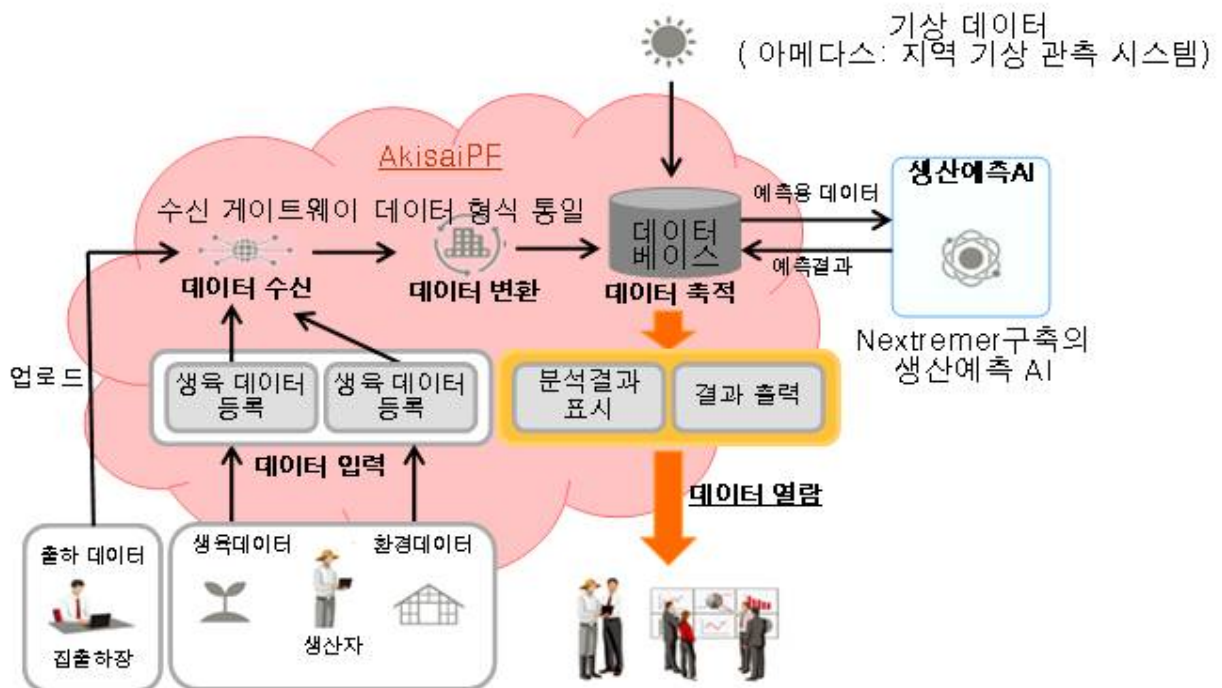 기상 데이터
( 아메다스: 지역 기상 관측 시스템)
AkisaiPF
생산예측AI
수신 게이트웨이 데이터 형식 통일
예측용 데이터
데이터
베이스
예측결과
데이터 수신
데이터 변환
데이터 축적
Nextremer구축의
생산예측 AI
업로드
생육 데이터
등록
생육 데이터
등록
분석결과
표시
결과 출력
데이터 입력
데이터 열람
출하 데이터
생육데이터
환경데이터
생산자
집출하장